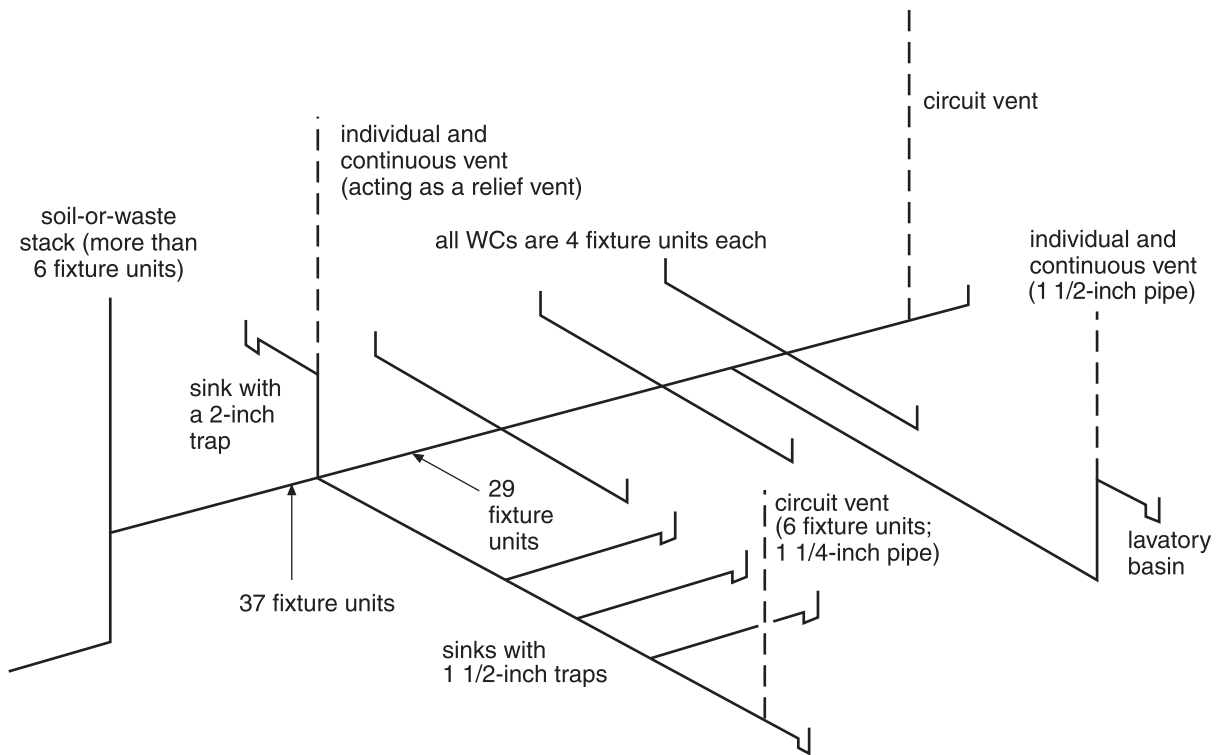 circuit vent
individual and
continuous vent
(acting as a relief vent)
soil-or-waste
stack (more than
6 fixture units)
all WCs are 4 fixture units each
individual and
continuous vent
(1 1/2-inch pipe)
sink with
a 2-inch
trap
29
fixture
units
circuit vent
(6 fixture units;
1 1/4-inch pipe)
lavatory
basin
37 fixture units
sinks with
1 1/2-inch traps